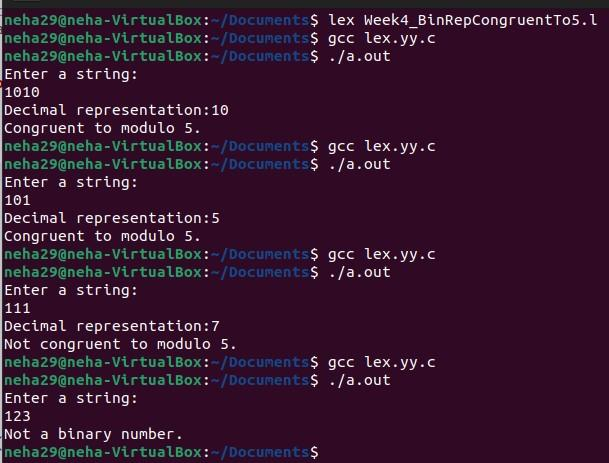 neha29@neha-VirtualBox:~/Documents$ lex Week4_BinRepCongruentTo5.l
neha29@neha-VirtualBox:~/Documents$ gcc lex.yy.c
neha29@neha-VirtualBox:~/Documents$ ./a.out
Enter a string:
1010
Decimal representation:10
Congruent to modulo 5.
neha29@neha-VirtualBox:~/Documents$ gcc lex.yy.c
neha29@neha-VirtualBox:~/Documents$ ./a.out
Enter a string:
101
Decimal representation:5
Congruent to modulo 5.
neha29@neha-VirtualBox:~/Documents$ gcc lex.yy.c
neha29@neha-VirtualBox:~/Documents$ ./a.out
Enter a string:
111
Decimal representation:7
Not congruent to modulo 5.
neha29@neha-VirtualBox:~/Documents$ gcc lex.yy.c
neha29@neha-VirtualBox:~/Documents$ ./a.out
Enter a string:
123
Not a binary number.
neha29@neha-VirtualBox:~/Documents$